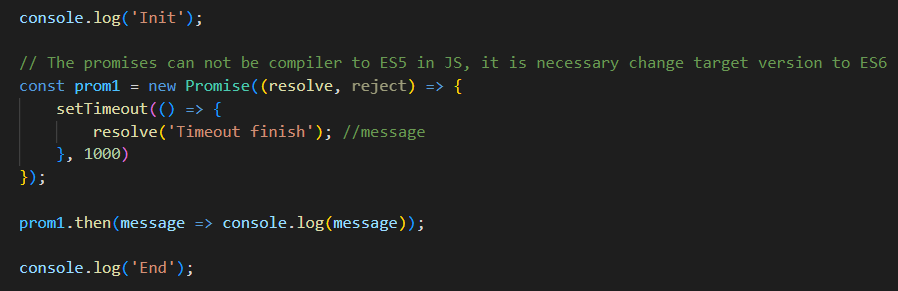 console.log('Init');
// The promises can not be compiler to ES5 in JS, it is necessary change target version to ES6
const prom1 = new Promise((resolve, reject) => {
    setTimeout(() => {
        resolve('Timeout finish'); //message
    }, 1000)
});
prom1.then(message => console.log(message));
console.log('End');